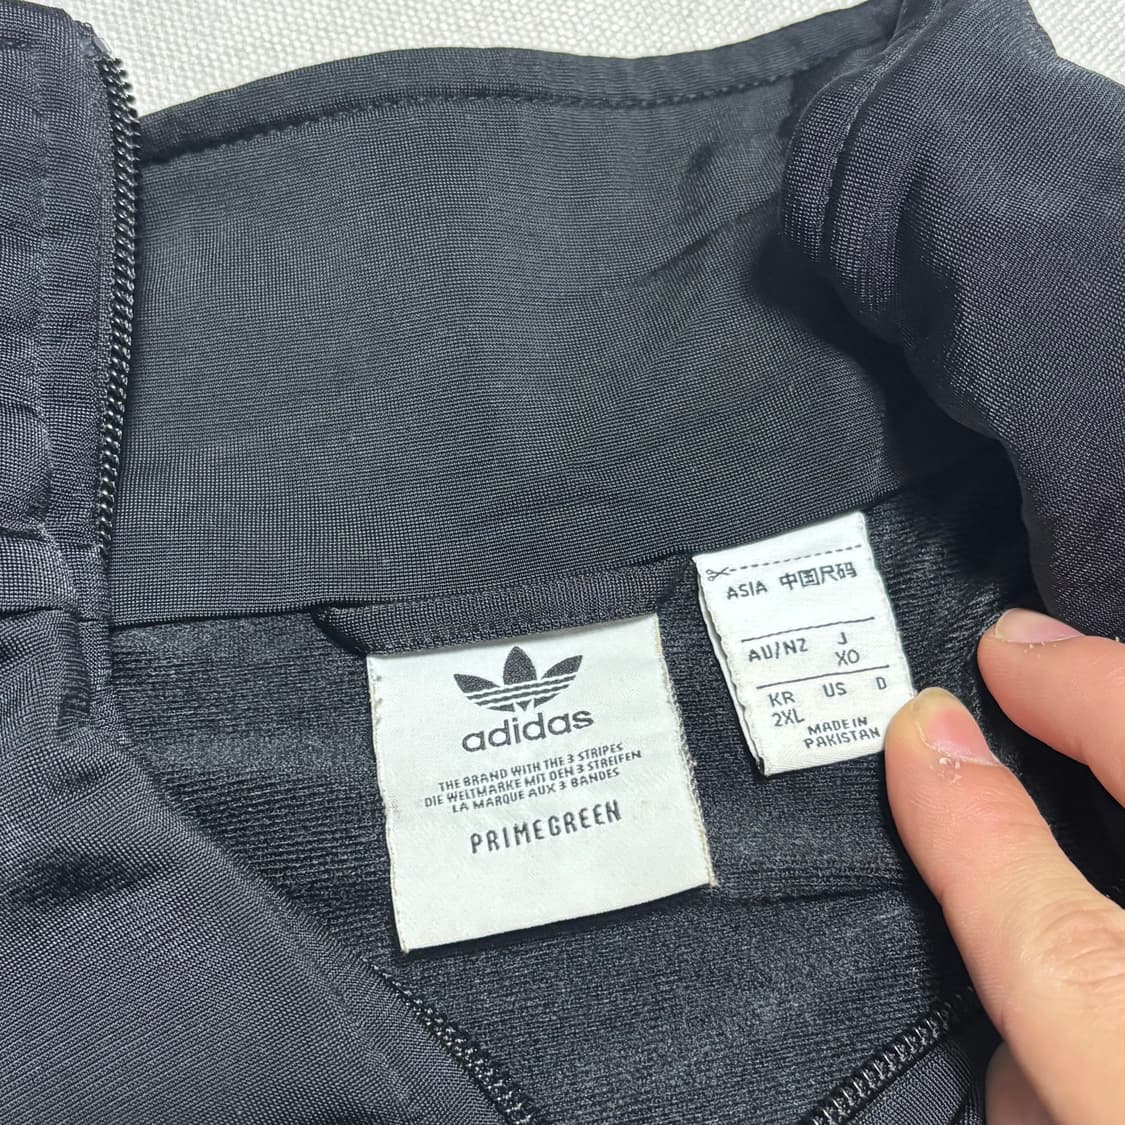 adidas
THE BRAND WITH THE 3 STRIPES
DIE WELTMARKE MIT DEN 3 STREIFEN
LA MARQUE AUX 3 BANDES
PRIMEGREEN
ASIA 中国尺码
AU/NZ J
XO
KR US D
2XL
MADE IN
PAKISTAN